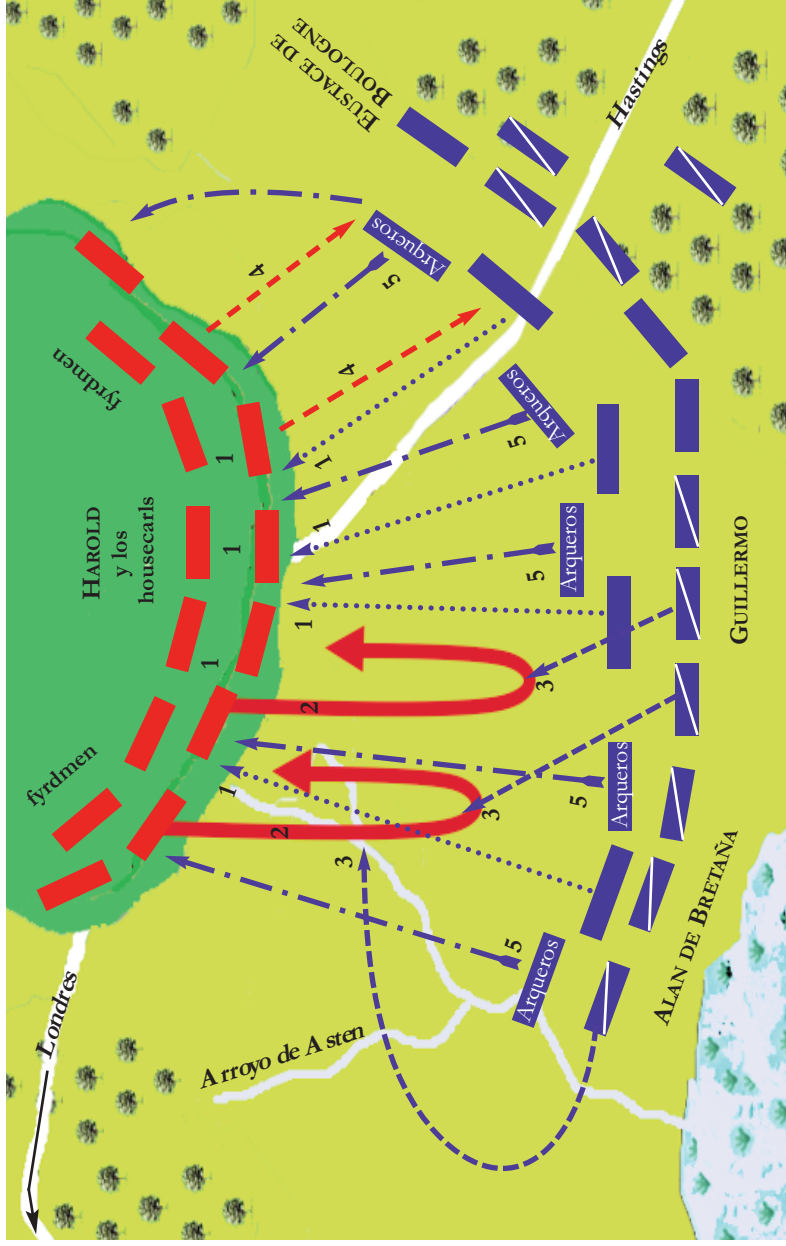 Londres
Arroyo de Asten
fyrdmen
HAROLD
y los
housecarls
fyrdmen
EUSTACE DE
BOULOGNE
Hastings
1
1
1
1
1
1
1
2
2
3
3
3
4
4
5
5
5
5
5
Arqueros
Arqueros
Arqueros
Arqueros
Arqueros
ALAN DE BRETAÑA
GUILLERMO